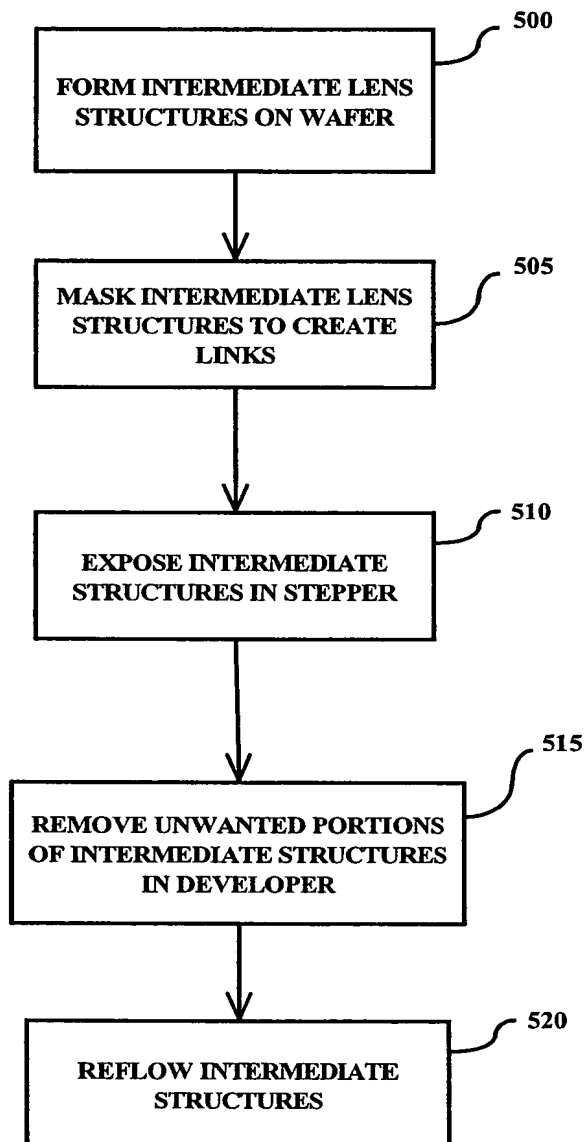 500
FORM INTERMEDIATE LENS
STRUCTURES ON WAFER
505
MASK INTERMEDIATE LENS
STRUCTURES TO CREATE
LINKS
510
EXPOSE INTERMEDIATE
STRUCTURES IN STEPPER
515
REMOVE UNWANTED PORTIONS
OF INTERMEDIATE STRUCTURES
IN DEVELOPER
520
REFLOW INTERMEDIATE
STRUCTURES